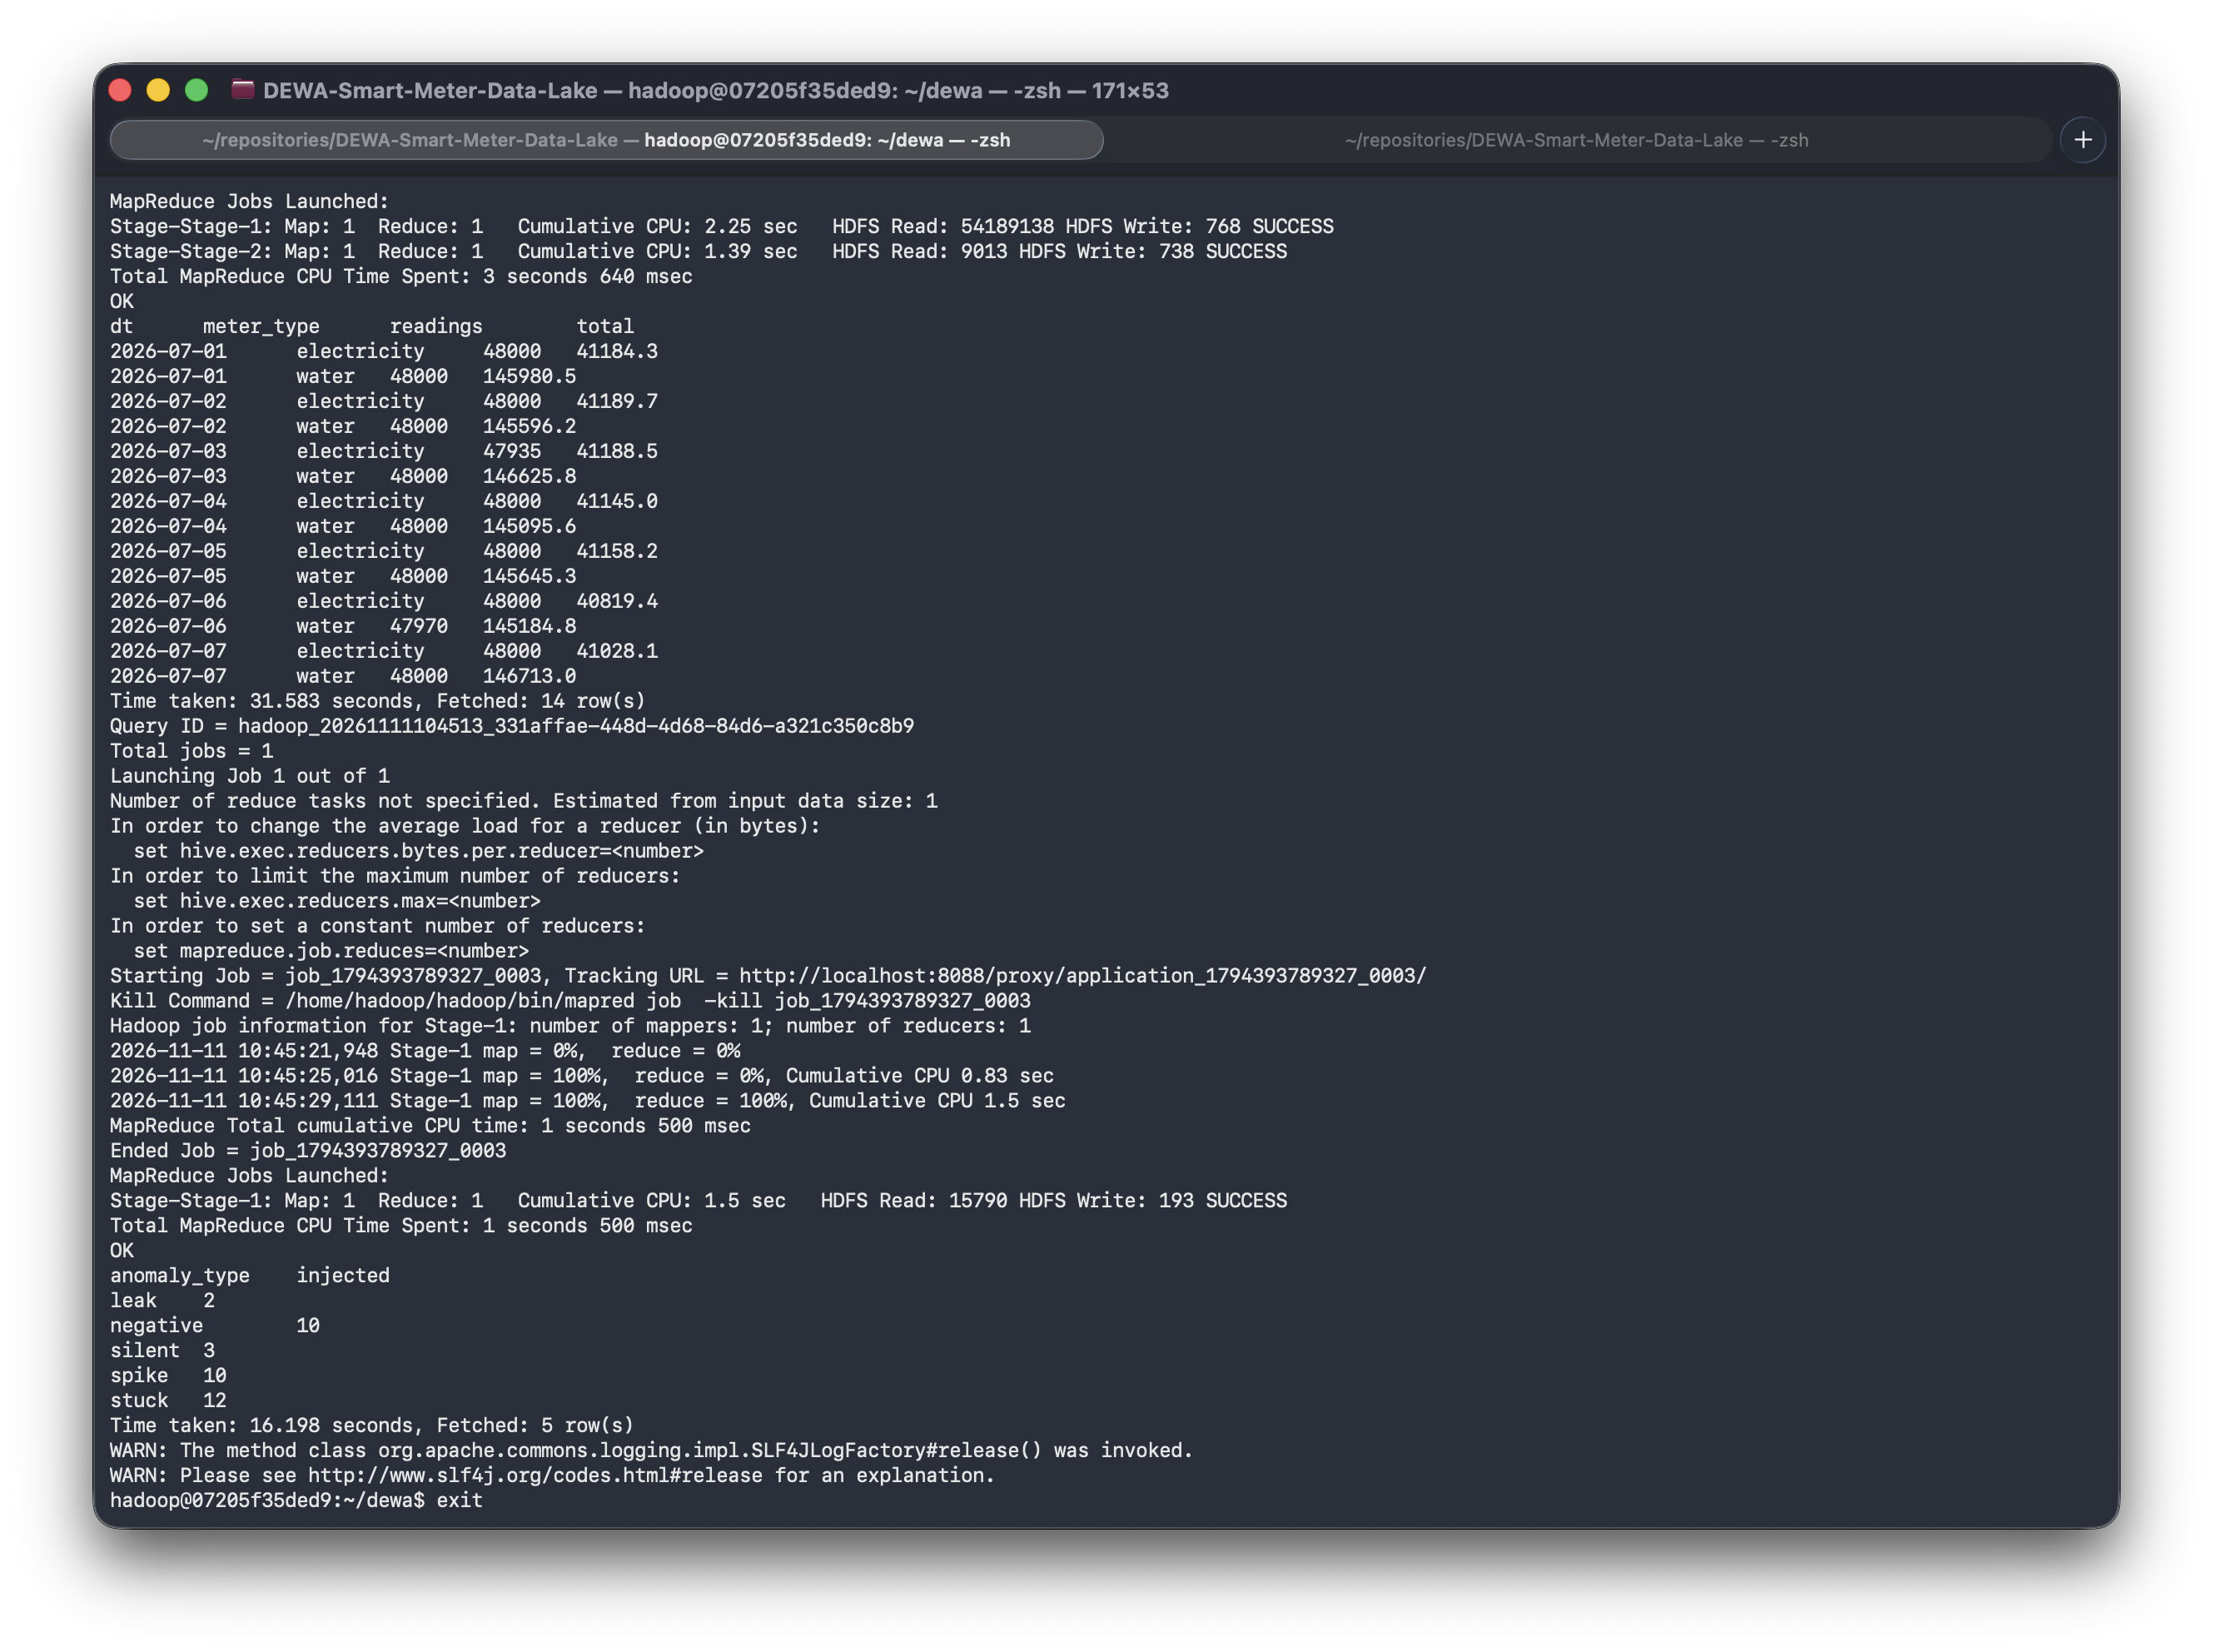 DEWA-Smart-Meter-Data-Lake — hadoop@07205f35ded9: ~/dewa — -zsh — 171×53
~/repositories/DEWA-Smart-Meter-Data-Lake — hadoop@07205f35ded9: ~/dewa — -zsh
~/repositories/DEWA-Smart-Meter-Data-Lake — -zsh
+
MapReduce Jobs Launched:
Stage-Stage-1: Map: 1  Reduce: 1   Cumulative CPU: 2.25 sec   HDFS Read: 54189138 HDFS Write: 768 SUCCESS
Stage-Stage-2: Map: 1  Reduce: 1   Cumulative CPU: 1.39 sec   HDFS Read: 9013 HDFS Write: 738 SUCCESS
Total MapReduce CPU Time Spent: 3 seconds 640 msec
OK
dt      meter_type      readings        total
2026-07-01      electricity     48000   41184.3
2026-07-01      water   48000   145980.5
2026-07-02      electricity     48000   41189.7
2026-07-02      water   48000   145596.2
2026-07-03      electricity     47935   41188.5
2026-07-03      water   48000   146625.8
2026-07-04      electricity     48000   41145.0
2026-07-04      water   48000   145095.6
2026-07-05      electricity     48000   41158.2
2026-07-05      water   48000   145645.3
2026-07-06      electricity     48000   40819.4
2026-07-06      water   47970   145184.8
2026-07-07      electricity     48000   41028.1
2026-07-07      water   48000   146713.0
Time taken: 31.583 seconds, Fetched: 14 row(s)
Query ID = hadoop_20261111104513_331affae-448d-4d68-84d6-a321c350c8b9
Total jobs = 1
Launching Job 1 out of 1
Number of reduce tasks not specified. Estimated from input data size: 1
In order to change the average load for a reducer (in bytes):
  set hive.exec.reducers.bytes.per.reducer=<number>
In order to limit the maximum number of reducers:
  set hive.exec.reducers.max=<number>
In order to set a constant number of reducers:
  set mapreduce.job.reduces=<number>
Starting Job = job_1794393789327_0003, Tracking URL = http://localhost:8088/proxy/application_1794393789327_0003/
Kill Command = /home/hadoop/hadoop/bin/mapred job  -kill job_1794393789327_0003
Hadoop job information for Stage-1: number of mappers: 1; number of reducers: 1
2026-11-11 10:45:21,948 Stage-1 map = 0%,  reduce = 0%
2026-11-11 10:45:25,016 Stage-1 map = 100%,  reduce = 0%, Cumulative CPU 0.83 sec
2026-11-11 10:45:29,111 Stage-1 map = 100%,  reduce = 100%, Cumulative CPU 1.5 sec
MapReduce Total cumulative CPU time: 1 seconds 500 msec
Ended Job = job_1794393789327_0003
MapReduce Jobs Launched:
Stage-Stage-1: Map: 1  Reduce: 1   Cumulative CPU: 1.5 sec   HDFS Read: 15790 HDFS Write: 193 SUCCESS
Total MapReduce CPU Time Spent: 1 seconds 500 msec
OK
anomaly_type    injected
leak    2
negative        10
silent  3
spike   10
stuck   12
Time taken: 16.198 seconds, Fetched: 5 row(s)
WARN: The method class org.apache.commons.logging.impl.SLF4JLogFactory#release() was invoked.
WARN: Please see http://www.slf4j.org/codes.html#release for an explanation.
hadoop@07205f35ded9:~/dewa$ exit